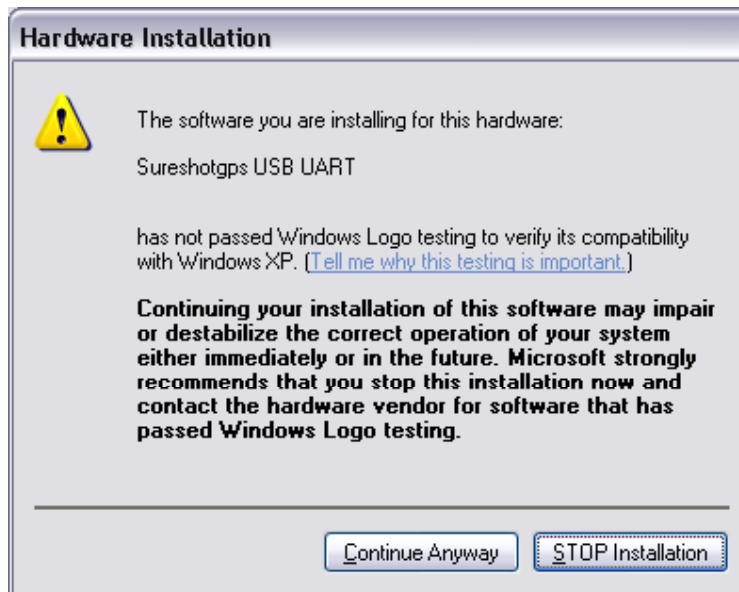 Hardware Installation
The software you are installing for this hardware:
Sureshotgps USB UART
has not passed Windows Logo testing to verify its compatibility
with Windows XP. (Tell me why this testing is important.)
Continuing your installation of this software may impair
or destabilize the correct operation of your system
either immediately or in the future. Microsoft strongly
recommends that you stop this installation now and
contact the hardware vendor for software that has
passed Windows Logo testing.
Continue Anyway
STOP Installation